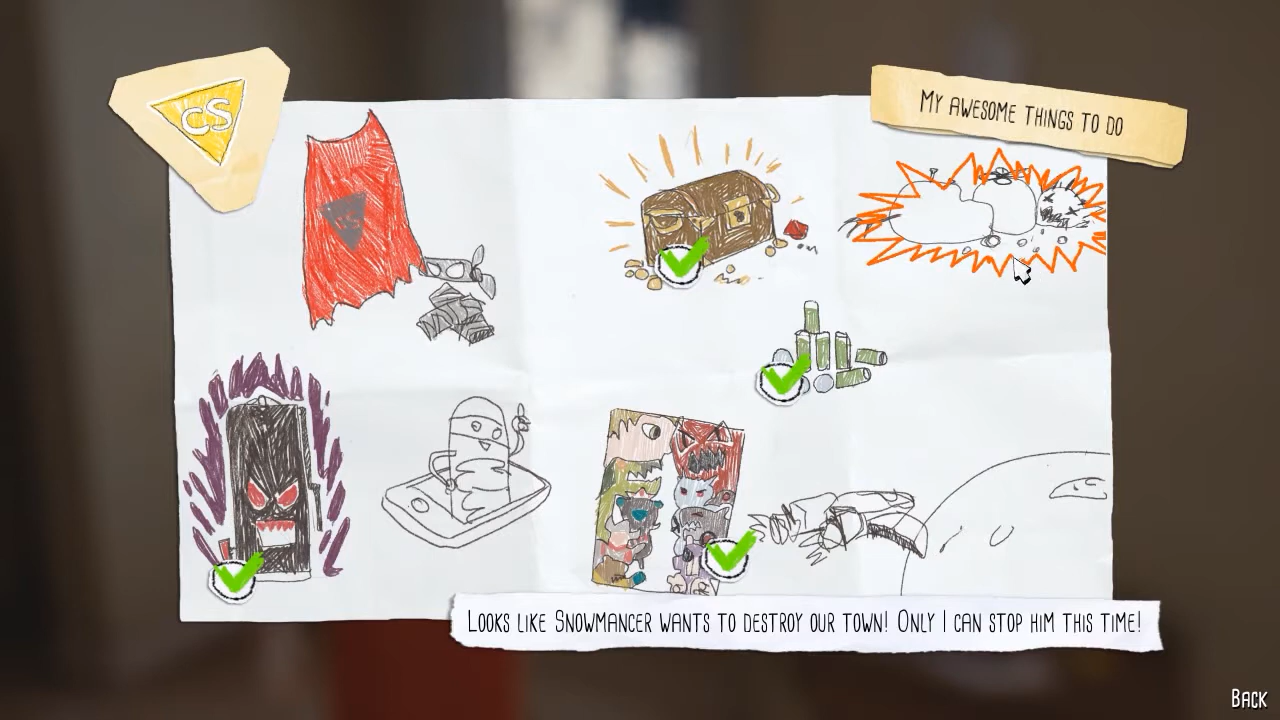 CS
My awesome things to do
Looks like Snowmancer wants to destroy our town! Only I can stop him this time!
Back